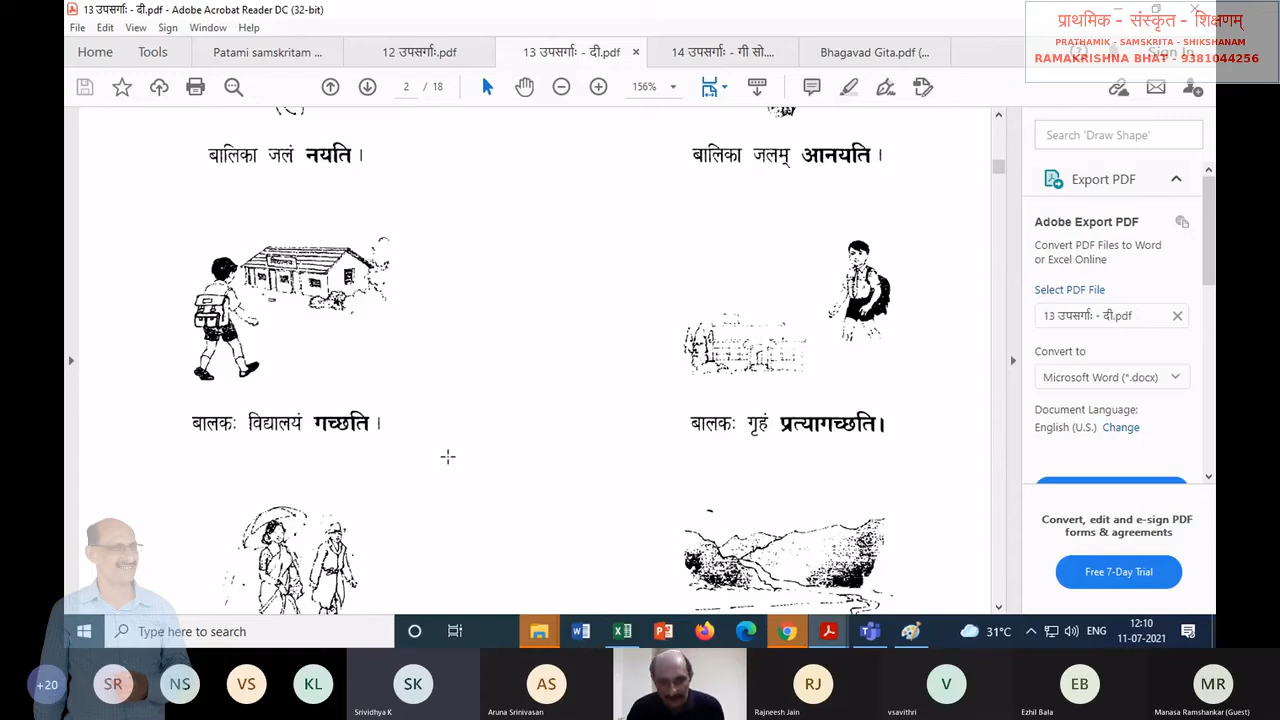 13 उपसर्गाः - दी.pdf - Adobe Acrobat Reader DC (32-bit)
File Edit View Sign Window Help
प्राथमिक - संस्कृत - शिक्षणम्
PRATHAMIK - SAMSKRITA - SHIKSHANAM
RAMAKRISHNA BHAT - 9381044256
Home Tools Patami samskritam ... 12 उपसर्गाः.pdf 13 उपसर्गाः - दी.pdf × 14 उपसर्गाः - गी सो.... Bhagavad Gita.pdf (... Sign In
2 / 18 156%
बालिका जलं नयति ।
बालिका जलम् आनयति ।
बालकः विद्यालयं गच्छति ।
बालकः गृहं प्रत्यागच्छति।
Search 'Draw Shape'
Export PDF
Adobe Export PDF
Convert PDF Files to Word
or Excel Online
Select PDF File
13 उपसर्गाः - दी.pdf
Convert to
Microsoft Word (*.docx)
Document Language:
English (U.S.) Change
Convert, edit and e-sign PDF
forms & agreements
Free 7-Day Trial
Type here to search
31°C ENG 12:10
11-07-2021
+20 SR NS VS KL SK AS RJ V EB MR
Srividhya K Aruna Srinivasan Rajneesh Jain vsavithri Ezhil Bala Manasa Ramshankar (Guest)